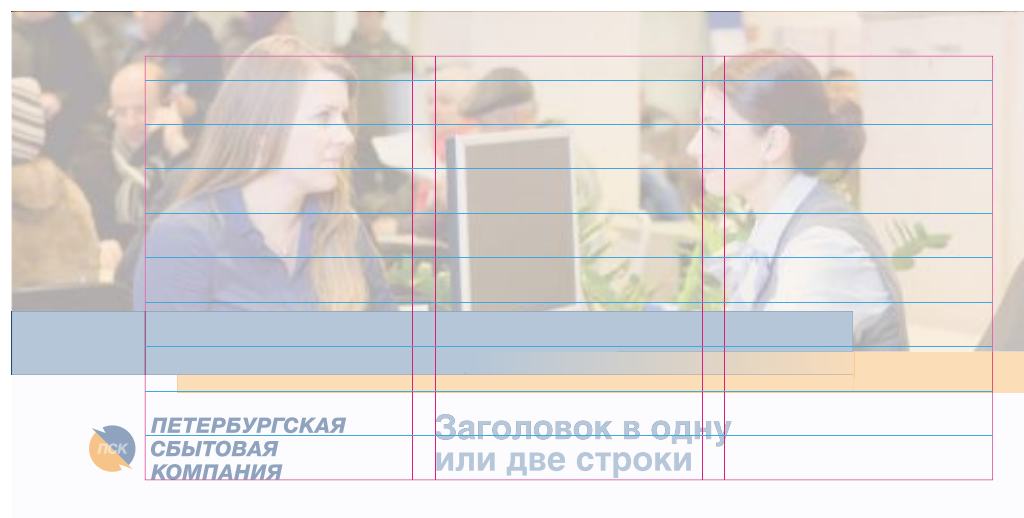 ПСК
ПЕТЕРБУРГСКАЯ
СБЫТОВАЯ
КОМПАНИЯ
Заголовок в одну
или две строки